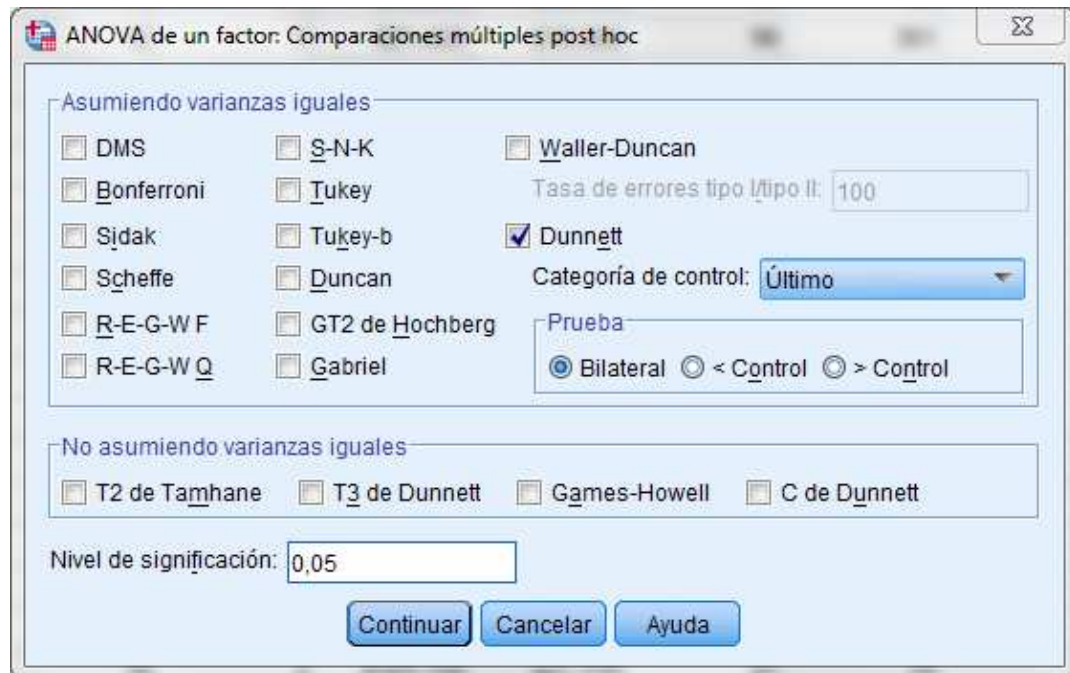 ANOVA de un factor: Comparaciones múltiples post hoc
Asumiendo varianzas iguales
DMS
S-N-K
Waller-Duncan
Bonferroni
Tukey
Tasa de errores tipo I/tipo II: 100
Sidak
Tukey-b
Dunnett
Scheffe
Duncan
Categoría de control: Último
R-E-G-W F
GT2 de Hochberg
Prueba
R-E-G-W Q
Gabriel
Bilateral < Control > Control
No asumiendo varianzas iguales
T2 de Tamhane T3 de Dunnett Games-Howell C de Dunnett
Nivel de significación: 0,05
Continuar Cancelar Ayuda